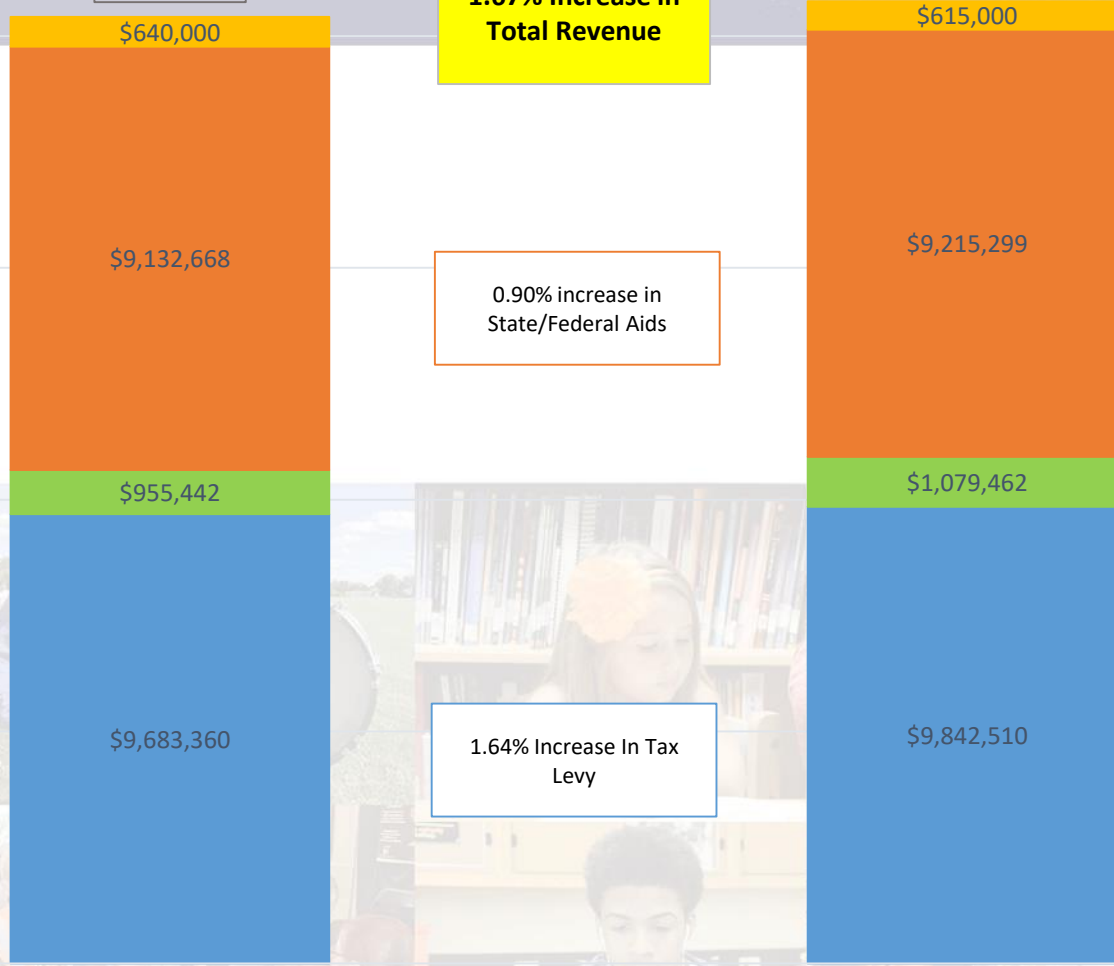 $640,000
Total Revenue
$615,000
$9,132,668
$9,215,299
0.90% increase in
State/Federal Aids
$955,442
$1,079,462
$9,683,360
$9,842,510
1.64% Increase In Tax
Levy